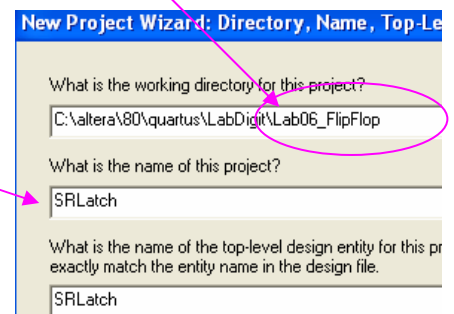 New Project Wizard: Directory, Name, Top-Le
What is the working directory for this project?
C:\altera\80\quartus\LabDigit\Lab06_FlipFlop
What is the name of this project?
SRLatch
What is the name of the top-level design entity for this pr
exactly match the entity name in the design file.
SRLatch